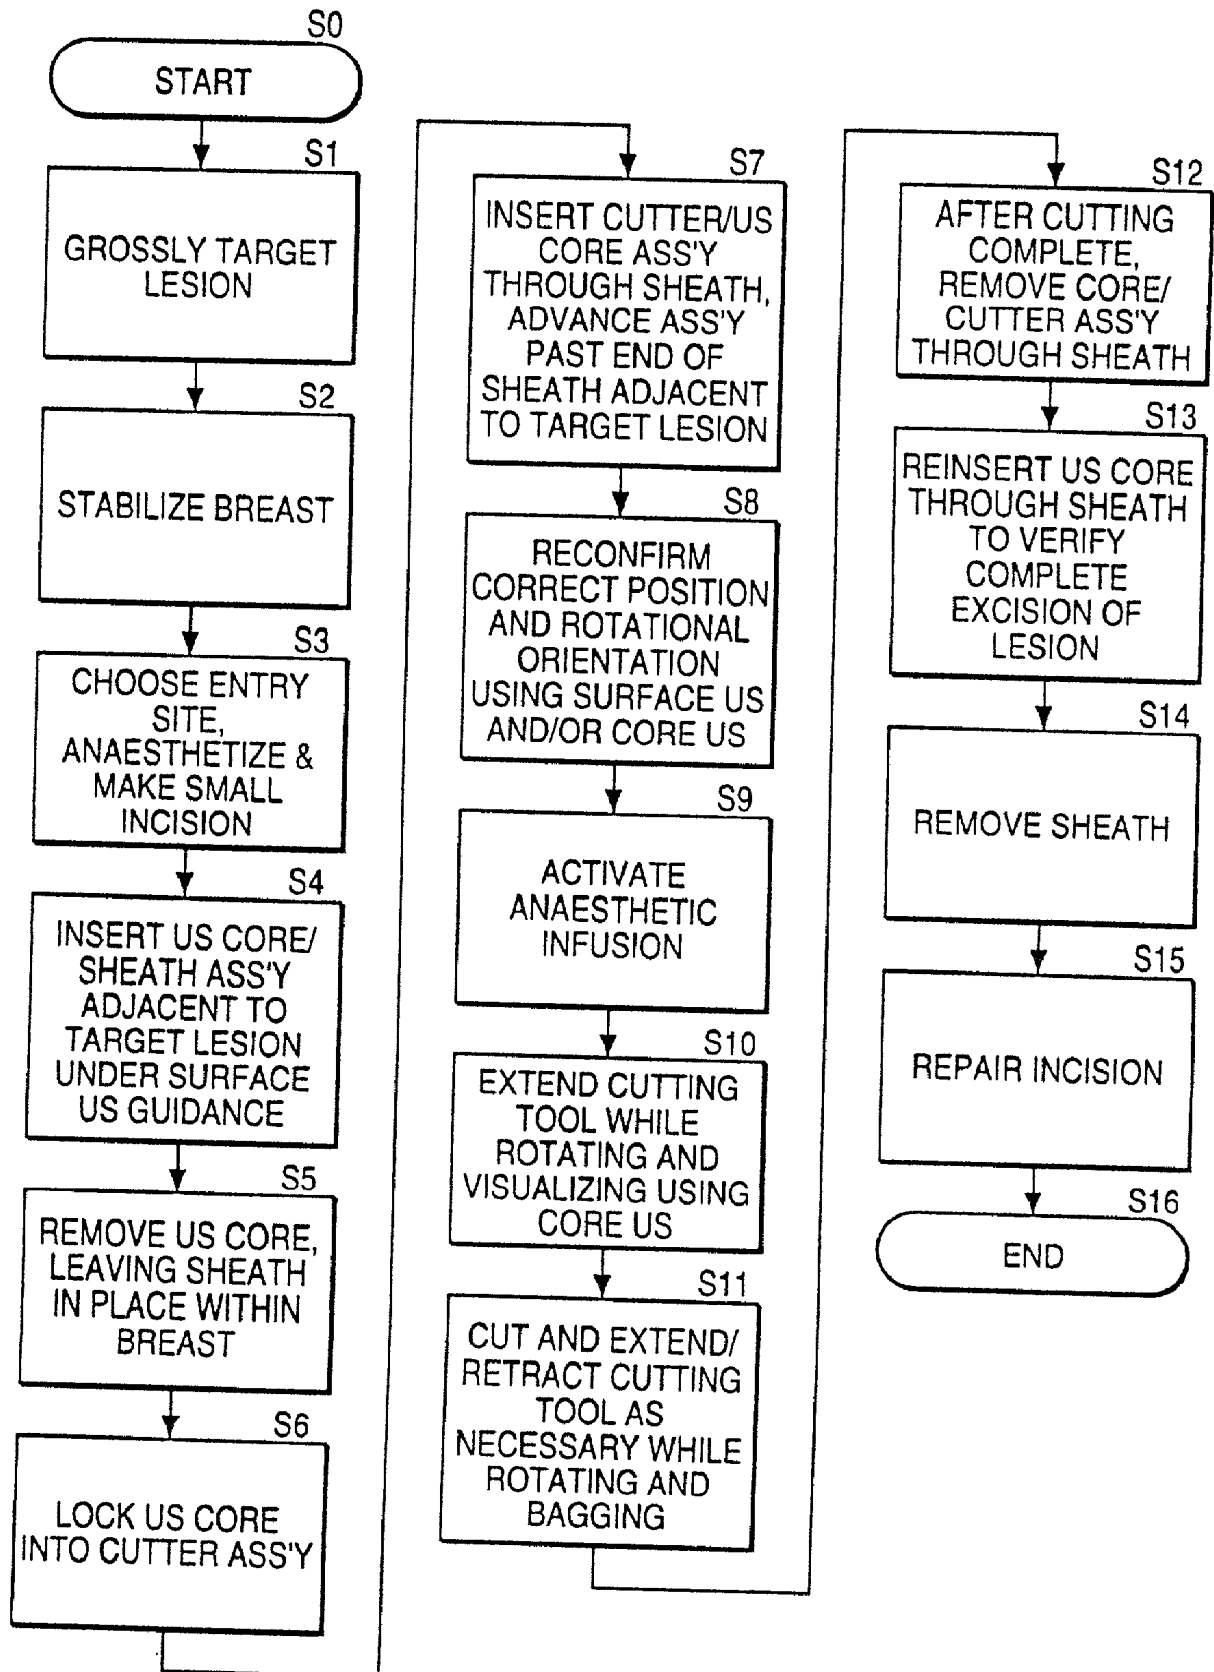 S0
START
S1
GROSSLY TARGET
LESION
S2
STABILIZE BREAST
S3
CHOOSE ENTRY
SITE,
ANAESTHETIZE &
MAKE SMALL
INCISION
S4
INSERT US CORE/
SHEATH ASS'Y
ADJACENT TO
TARGET LESION
UNDER SURFACE
US GUIDANCE
S5
REMOVE US CORE,
LEAVING SHEATH
IN PLACE WITHIN
BREAST
S6
LOCK US CORE
INTO CUTTER ASS'Y
S7
INSERT CUTTER/US
CORE ASS'Y
THROUGH SHEATH,
ADVANCE ASS'Y
PAST END OF
SHEATH ADJACENT
TO TARGET LESION
S8
RECONFIRM
CORRECT POSITION
AND ROTATIONAL
ORIENTATION
USING SURFACE US
AND/OR CORE US
S9
ACTIVATE
ANAESTHETIC
INFUSION
S10
EXTEND CUTTING
TOOL WHILE
ROTATING AND
VISUALIZING USING
CORE US
S11
CUT AND EXTEND/
RETRACT CUTTING
TOOL AS
NECESSARY WHILE
ROTATING AND
BAGGING
S12
AFTER CUTTING
COMPLETE,
REMOVE CORE/
CUTTER ASS'Y
THROUGH SHEATH
S13
REINSERT US CORE
THROUGH SHEATH
TO VERIFY
COMPLETE
EXCISION OF
LESION
S14
REMOVE SHEATH
S15
REPAIR INCISION
S16
END